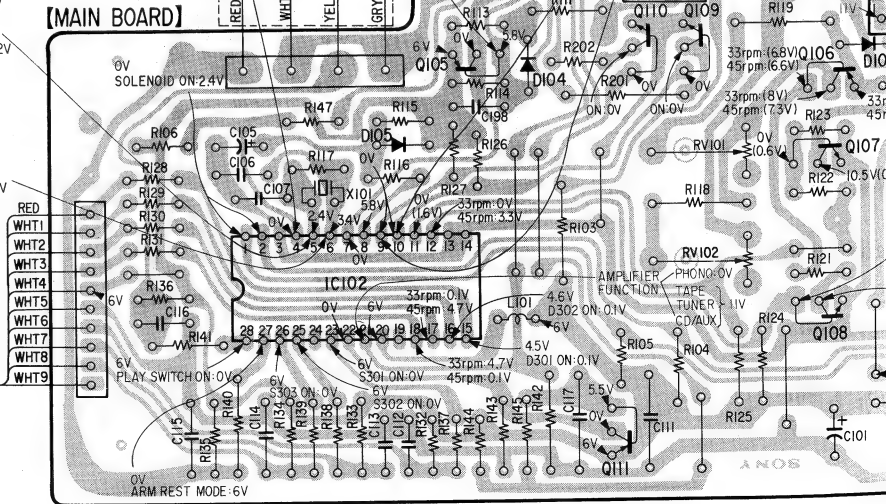 【MAIN BOARD】
RED
WHT
YEL
GRY
0V
SOLENOID ON:2.4V
R113
6V
0V
5.8V
Q105
R114
C198
D104
R202
R201
ON:0V
0V
Q110
Q109
0V
ON:0V
R119
11V
33rpm:(6.8V)
45rpm:(6.6V)
Q106
33rpm:(8V)
45rpm:(7.3V)
R147
R115
D105
R106
C105
C106
R117
R116
0V
R126
R127
RV101
0V
(0.6V)
R123
Q107
R122
10.5V
R128
R129
R130
R131
C107
X101
0V
2.4V
3.4V
5.8V
0V
(1.6V)
33rpm:0V
45rpm:3.3V
R118
R103
RED
WHT1
WHT2
WHT3
WHT4
WHT5
WHT6
WHT7
WHT8
WHT9
1 2 3 4 5 6 7 8 9 10 11 12 13 14
0V
IC102
0V
33rpm:0.1V
45rpm:4.7V
28 27 26 25 24 23 22 21 20 19 18 17 16 15
R136
6V
C116
R141
RV102
AMPLIFIER
FUNCTION
PHONO:0V
TAPE
TUNER
CD/AUX
11V
R121
Q108
L101
4.6V
D302 ON:0.1V
6V
4.5V
D301 ON:0.1V
33rpm:4.7V
45rpm:0.1V
6V
PLAY SWITCH ON:0V
6V
S303 ON:0V
6V
S301 ON:0V
6V
S302 ON:0V
R105
R104
R124
R125
C115
R135
R140
C114
R134
R139
R138
R133
C113
C112
R132
R137
R144
R143
R145
R142
C117
5.5V
0V
6V
Q111
C111
C101
+
SONY
0V
ARM REST MODE:6V